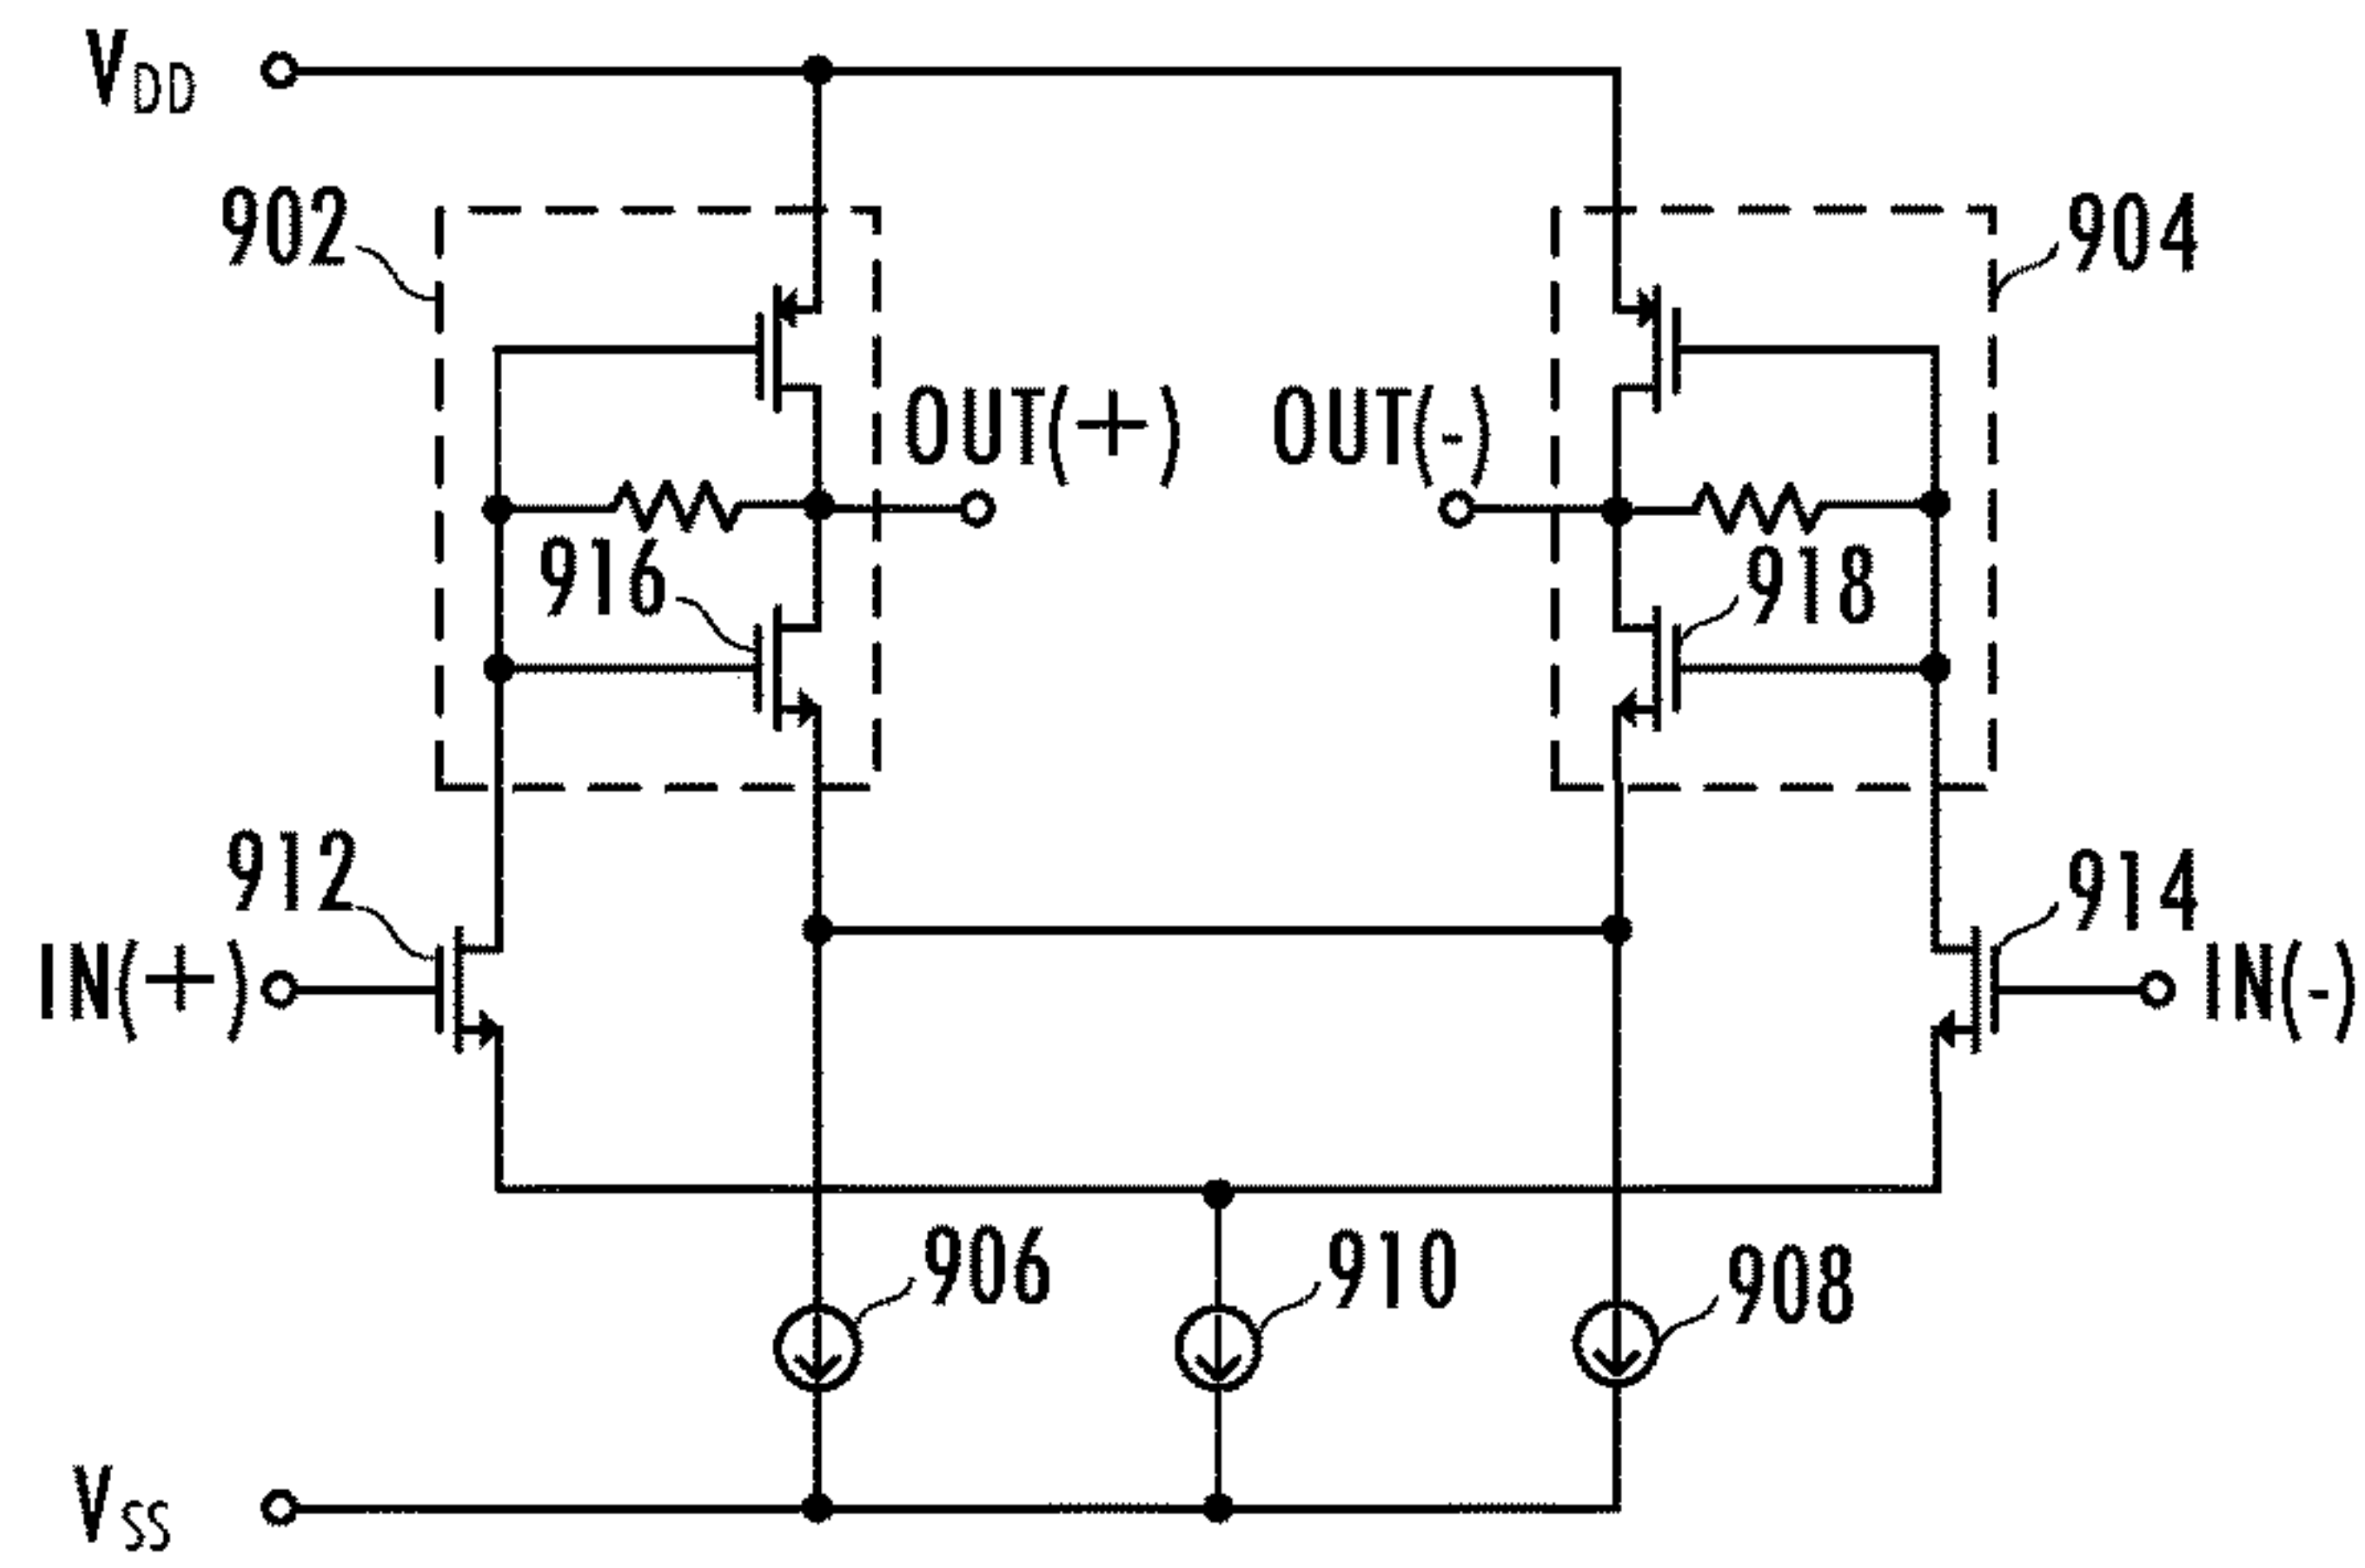 VDD
902
904
OUT(+)
OUT(-)
916
918
912
914
IN(+)
IN(-)
906
910
908
VSS